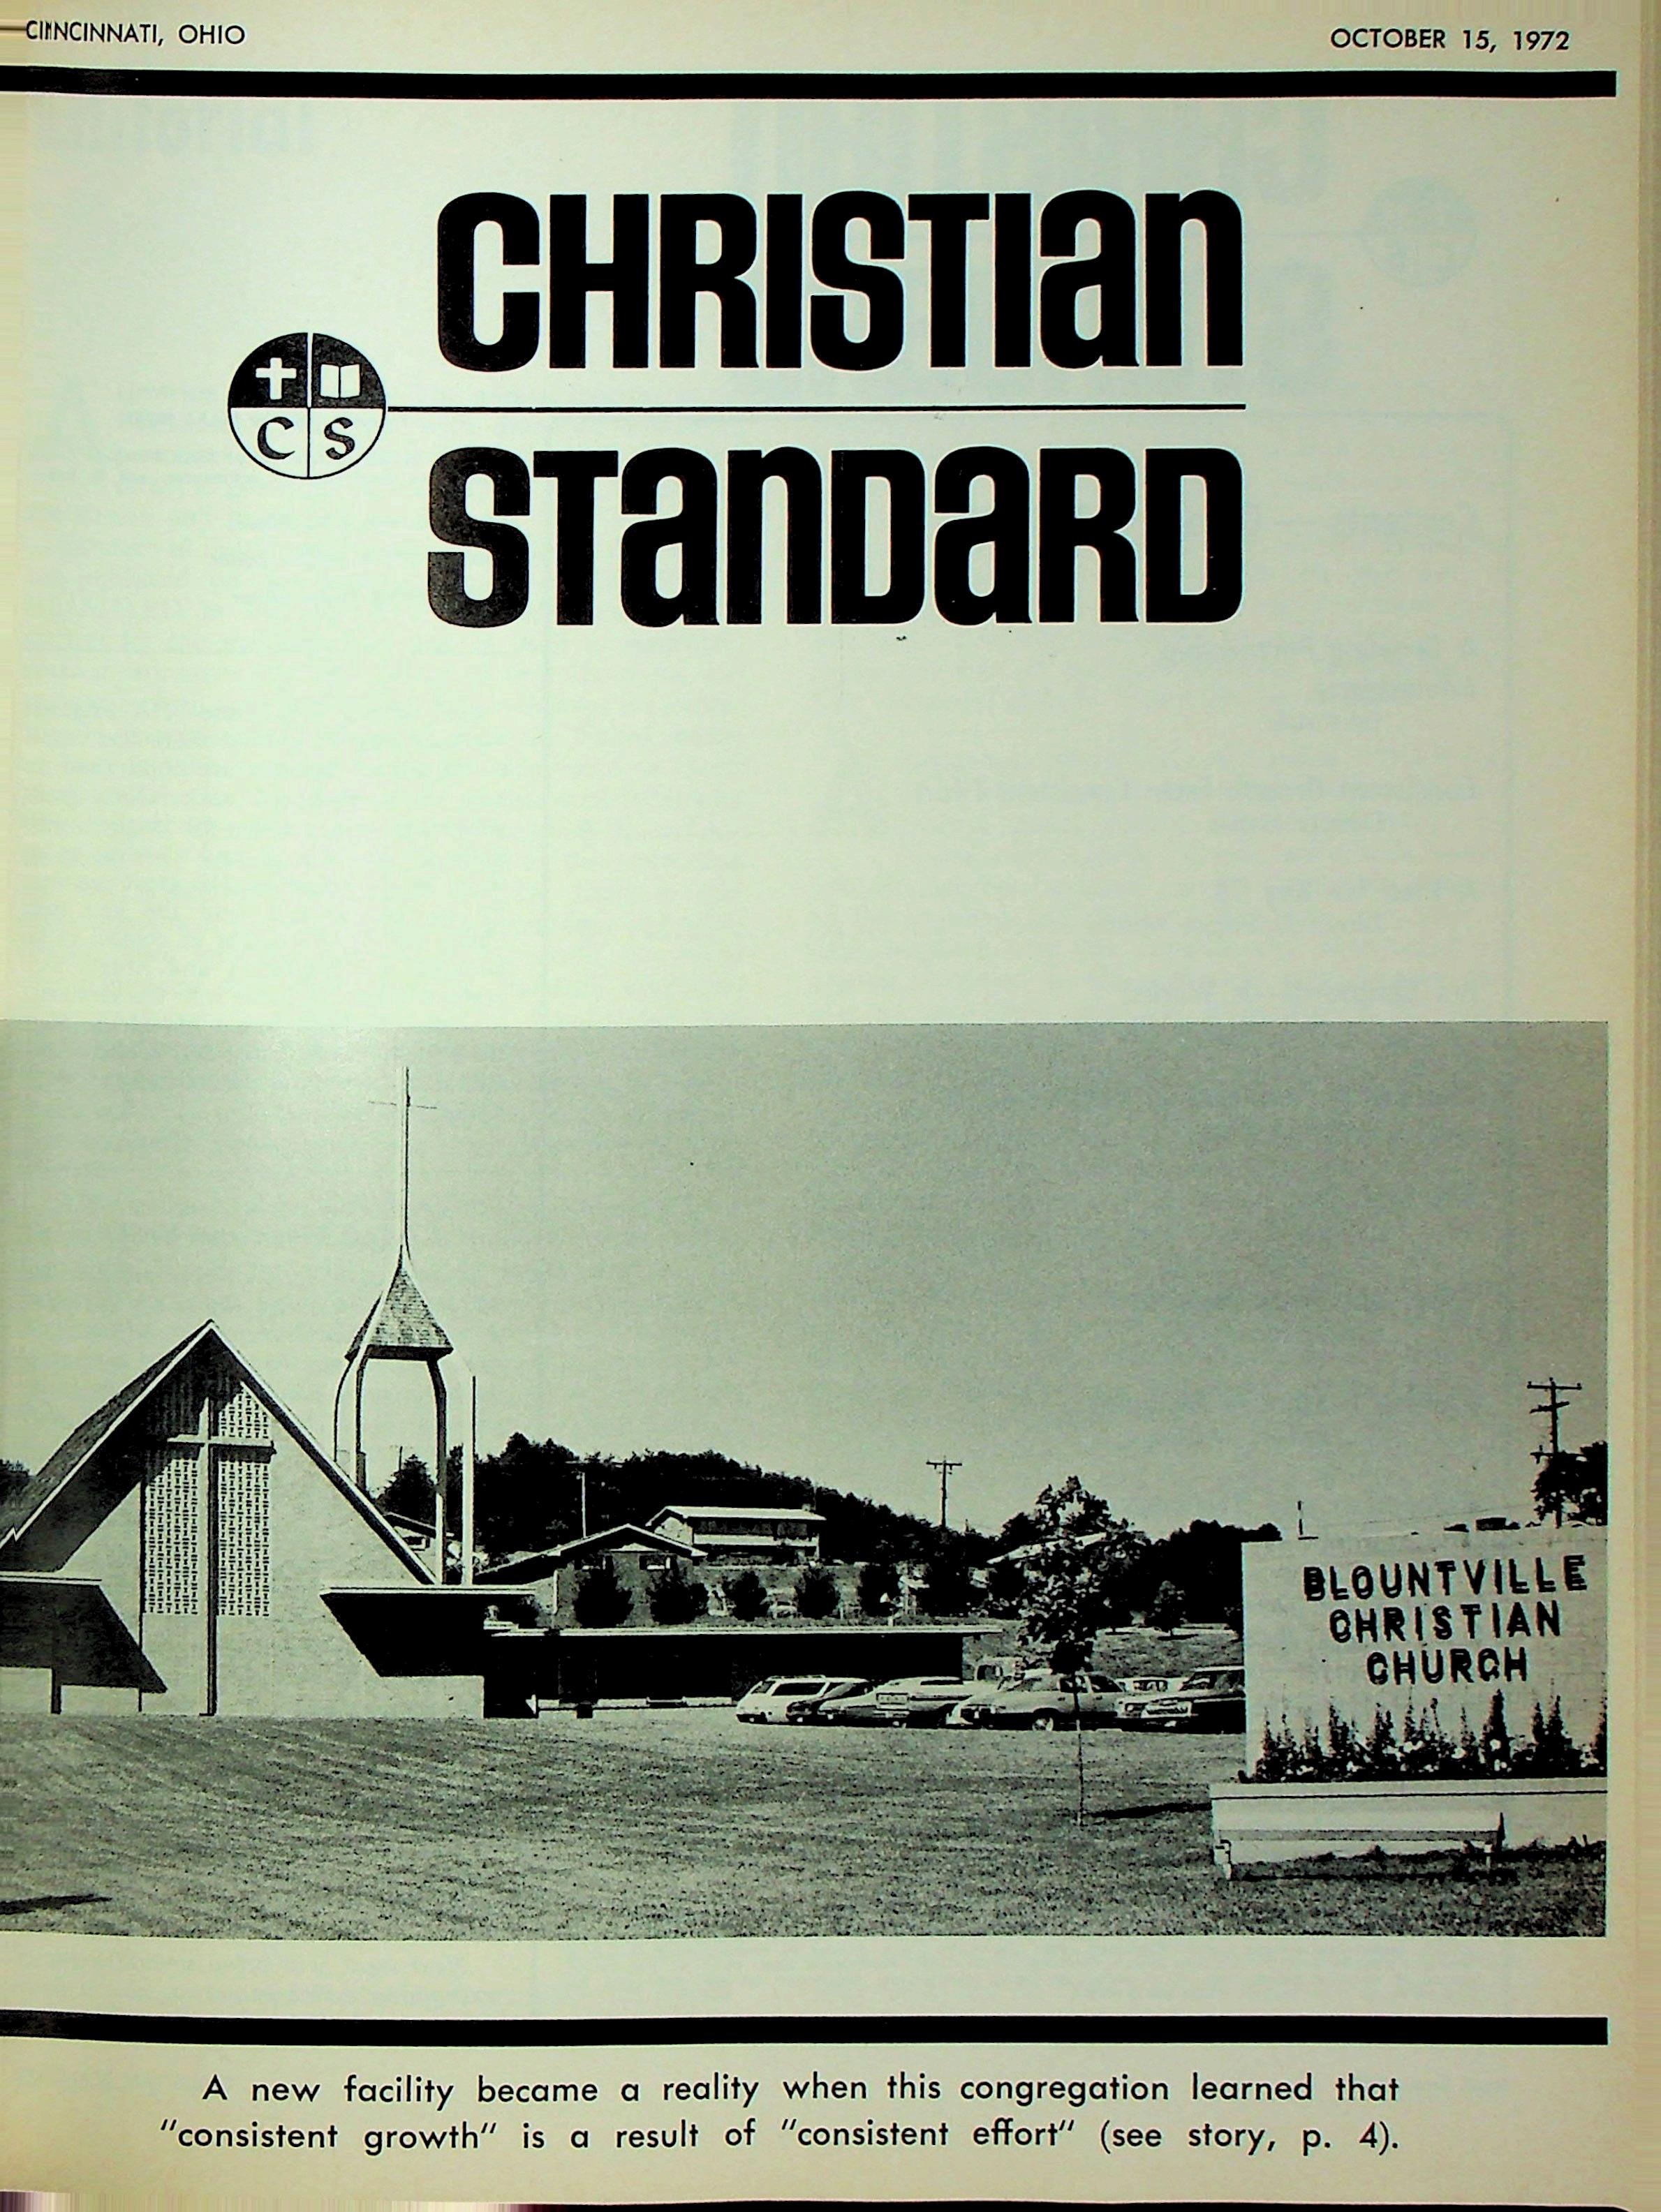 CINCINNATI, OHIO
OCTOBER 15, 1972
CHRISTIAN
C S
STANDARD
BLOUNTVILLE
CHRISTIAN
CHURCH
A new facility became a reality when this congregation learned that
"consistent growth" is a result of "consistent effort" (see story, p. 4).